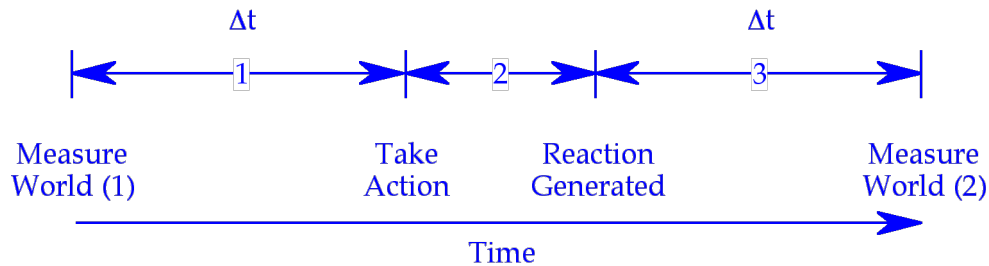 Δt
Δt
1
2
3
Measure
World (1)
Take
Action
Reaction
Generated
Measure
World (2)
Time